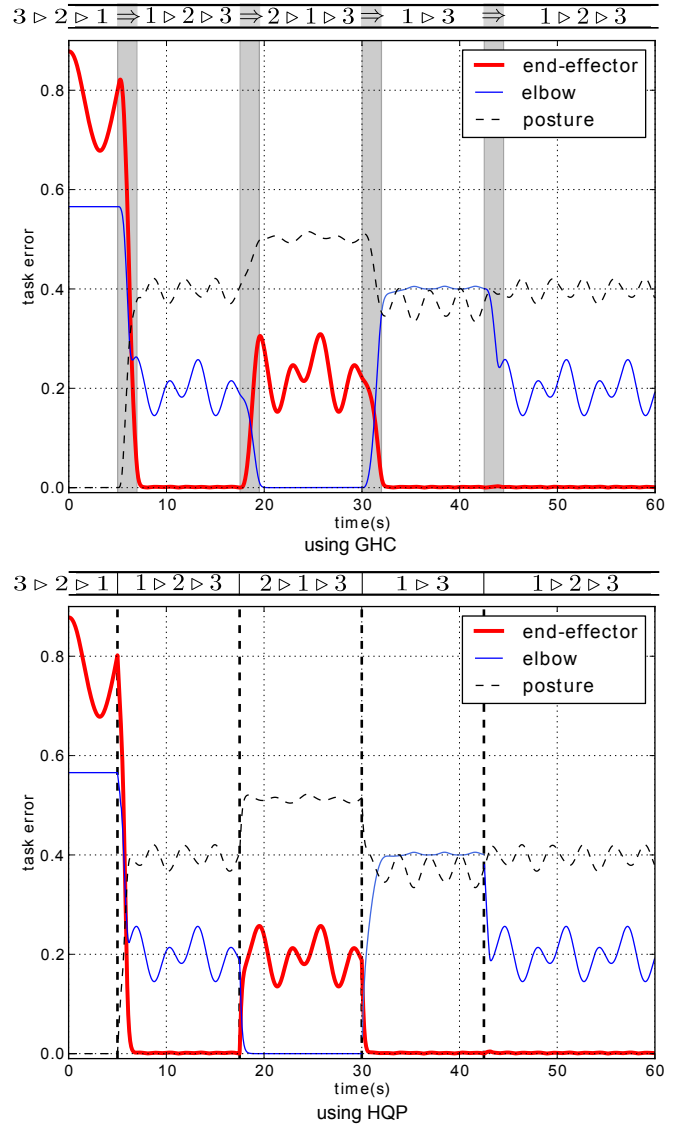 3 ▷ 2 ▷ 1 ⇒ 1 ▷ 2 ▷ 3 ⇒ 2 ▷ 1 ▷ 3 ⇒ 1 ▷ 3 ⇒ 1 ▷ 2 ▷ 3
end-effector
elbow
posture
0.8
0.6
0.4
0.2
0.0
task error
0 10 20 30 40 50 60
time(s)
using GHC
3 ▷ 2 ▷ 1 1 ▷ 2 ▷ 3 2 ▷ 1 ▷ 3 1 ▷ 3 1 ▷ 2 ▷ 3
end-effector
elbow
posture
0.8
0.6
0.4
0.2
0.0
task error
0 10 20 30 40 50 60
time(s)
using HQP